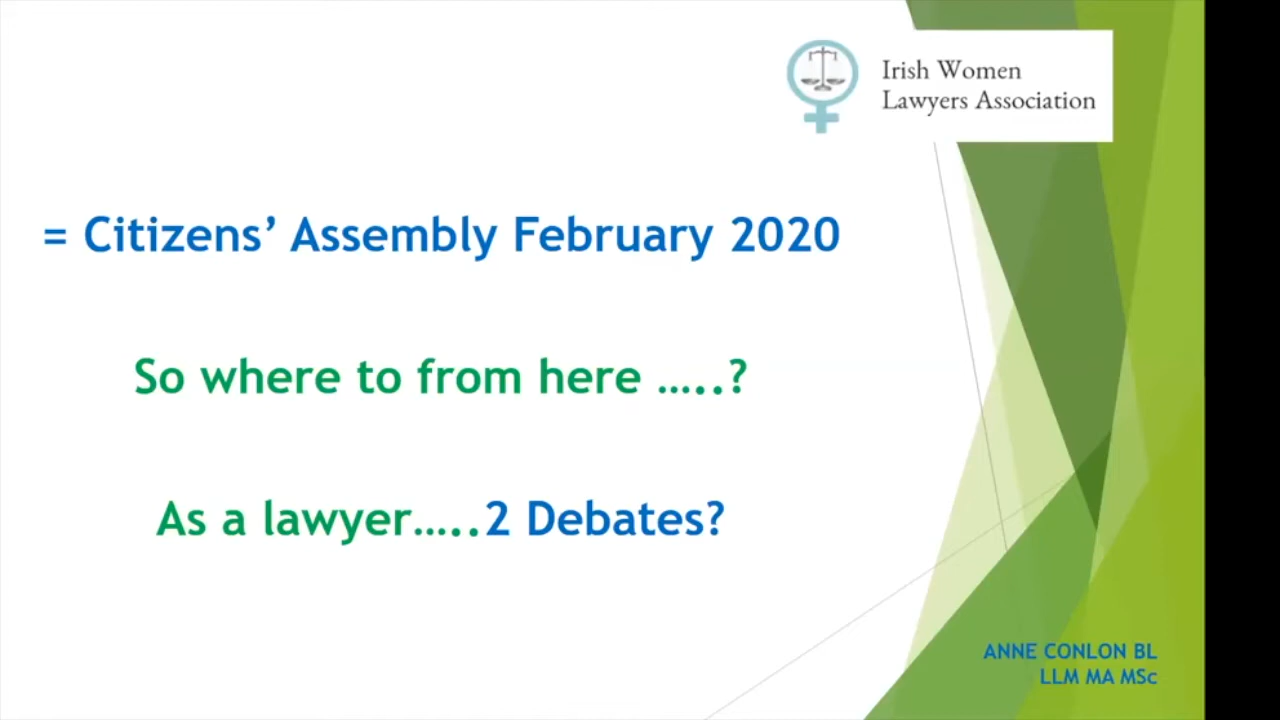 Irish Women
Lawyers Association
= Citizens’ Assembly February 2020
So where to from here …..?
As a lawyer…..2 Debates?
ANNE CONLON BL
LLM MA MSc